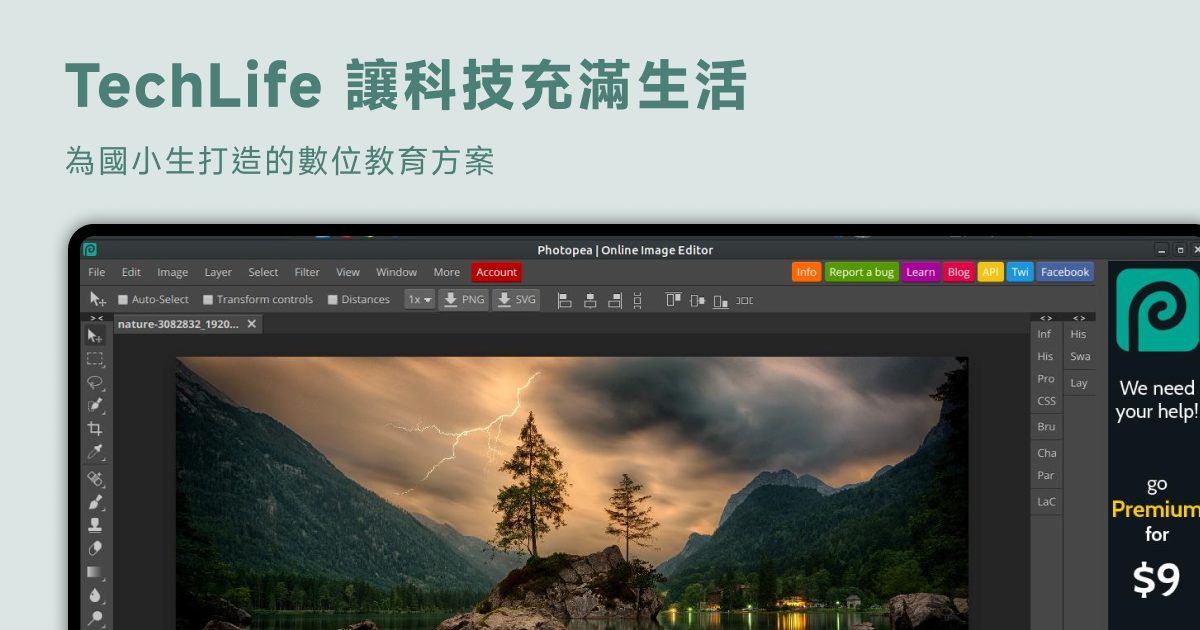 TechLife 讓科技充滿生活
為國小生打造的數位教育方案
Photopea | Online Image Editor
File Edit Image Layer Select Filter View Window More Account Info Report a bug Learn Blog API Twi Facebook
Auto-Select Transform controls Distances 1x PNG SVG
nature-3082832_1920...
> < < > < >
Inf His
His Swa
Pro Lay
CSS
Bru
Cha
Par
LaC
We need
your help!
go
Premium
for
$9